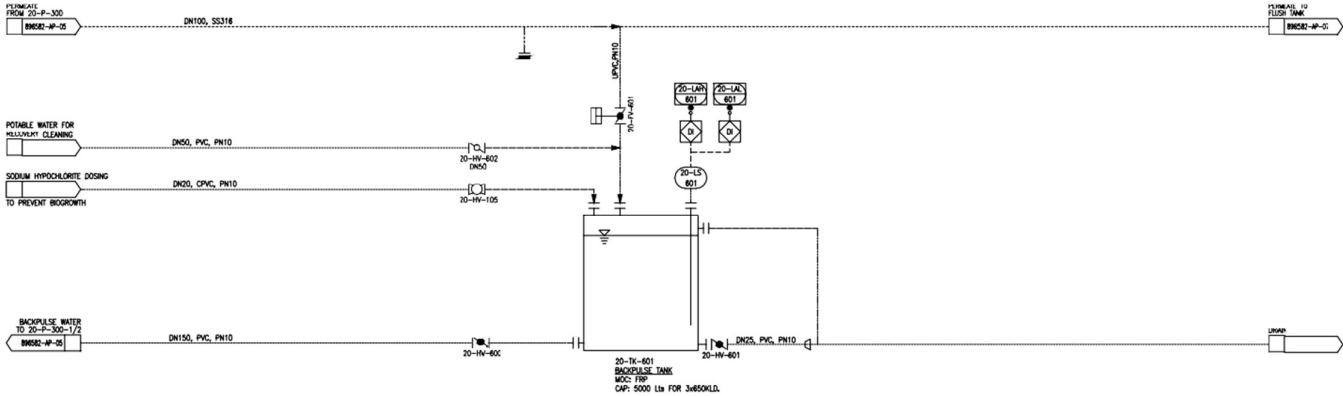 PERMEATE
FROM 20-P-300
896582-AP-05
DN100, SS316
PERMEATE TO
FLUSH TANK
896582-AP-07
UPVC,PN10
20-FV-601
20-LAH
601
20-LAL
601
DI
DI
20-LS
601
POTABLE WATER FOR
RECOVERY CLEANING
DN50, PVC, PN10
20-HV-602
DN50
SODIUM HYPOCHLORITE DOSING
TO PREVENT BIOGROWTH
DN20, CPVC, PN10
20-HV-105
BACKPULSE WATER
TO 20-P-300-1/2
896582-AP-05
DN150, PVC, PN10
20-HV-600
20-HV-601
DN25, PVC, PN10
DRAIN
20-TK-601
BACKPULSE TANK
MOC: FRP
CAP: 5000 Lts FOR 3x650KLD.